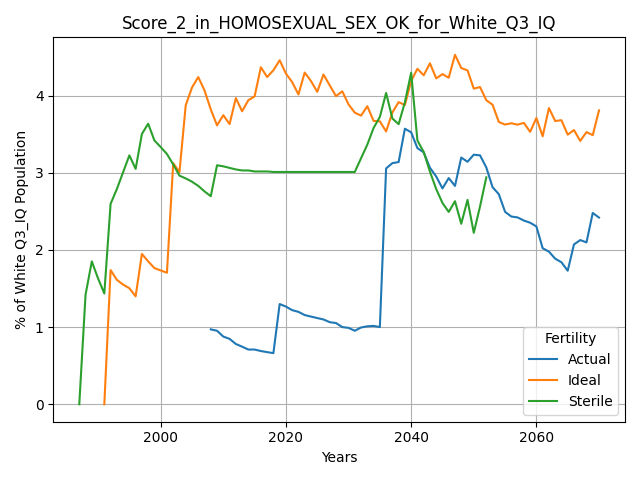 Score_2_in_HOMOSEXUAL_SEX_OK_for_White_Q3_IQ
% of White Q3_IQ Population
4
3
2
1
0
2000 2020 2040 2060
Years
Fertility
Actual
Ideal
Sterile